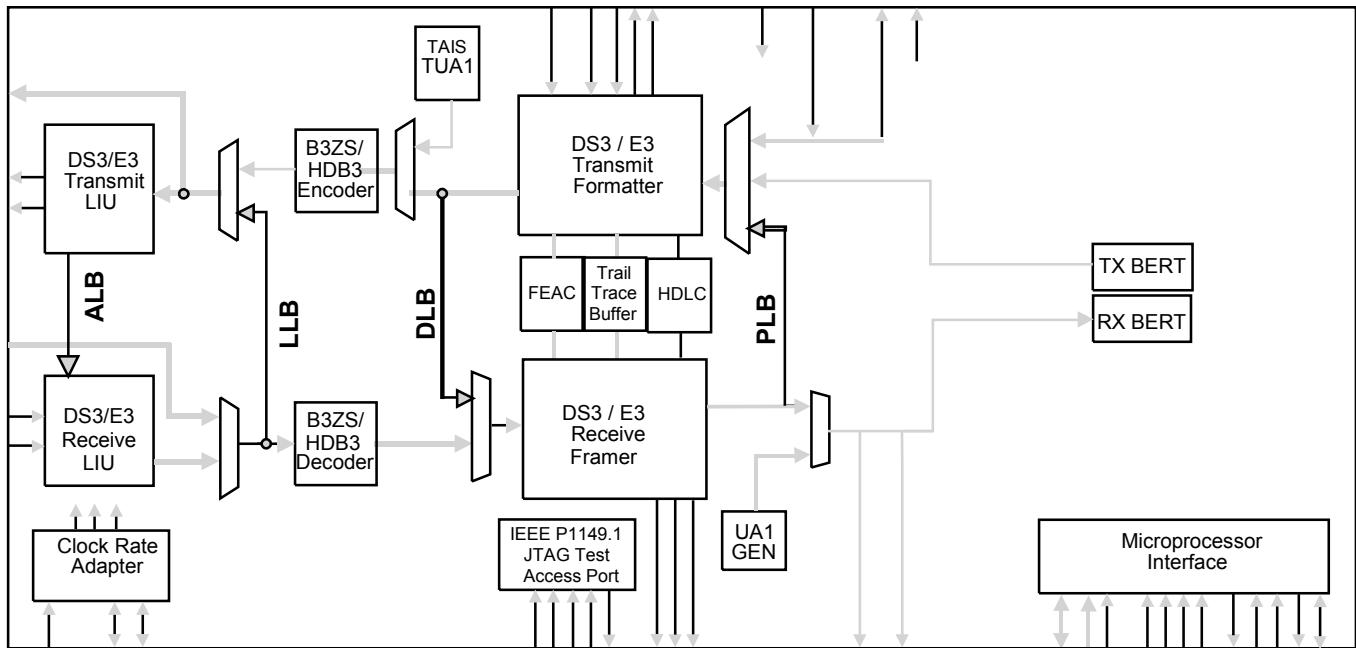 TAIS
TUA1
DS3/E3
Transmit
LIU
B3ZS/
HDB3
Encoder
DS3 / E3
Transmit
Formatter
ALB
LLB
DLB
FEAC
Trail
Trace
Buffer
HDLC
PLB
TX BERT
RX BERT
DS3/E3
Receive
LIU
B3ZS/
HDB3
Decoder
DS3 / E3
Receive
Framer
Clock Rate
Adapter
IEEE P1149.1
JTAG Test
Access Port
UA1
GEN
Microprocessor
Interface